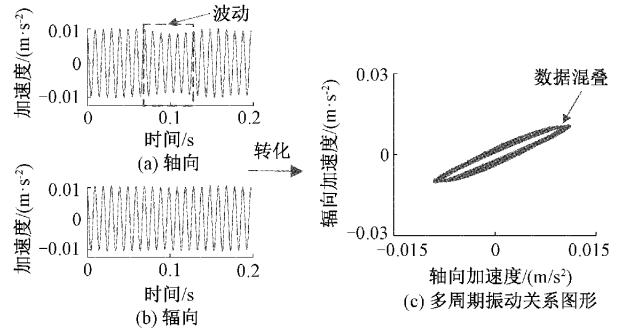 波动
加速度/(m·s⁻²)
0.01
0
−0.01
0
0.1
0.2
时间/s
(a) 轴向
转化
加速度/(m·s⁻²)
0.01
0
−0.01
0
0.1
0.2
时间/s
(b) 辐向
数据混叠
辐向加速度/(m·s⁻²)
0.03
0
−0.03
−0.015
0
0.015
轴向加速度/(m/s²)
(c) 多周期振动关系图形